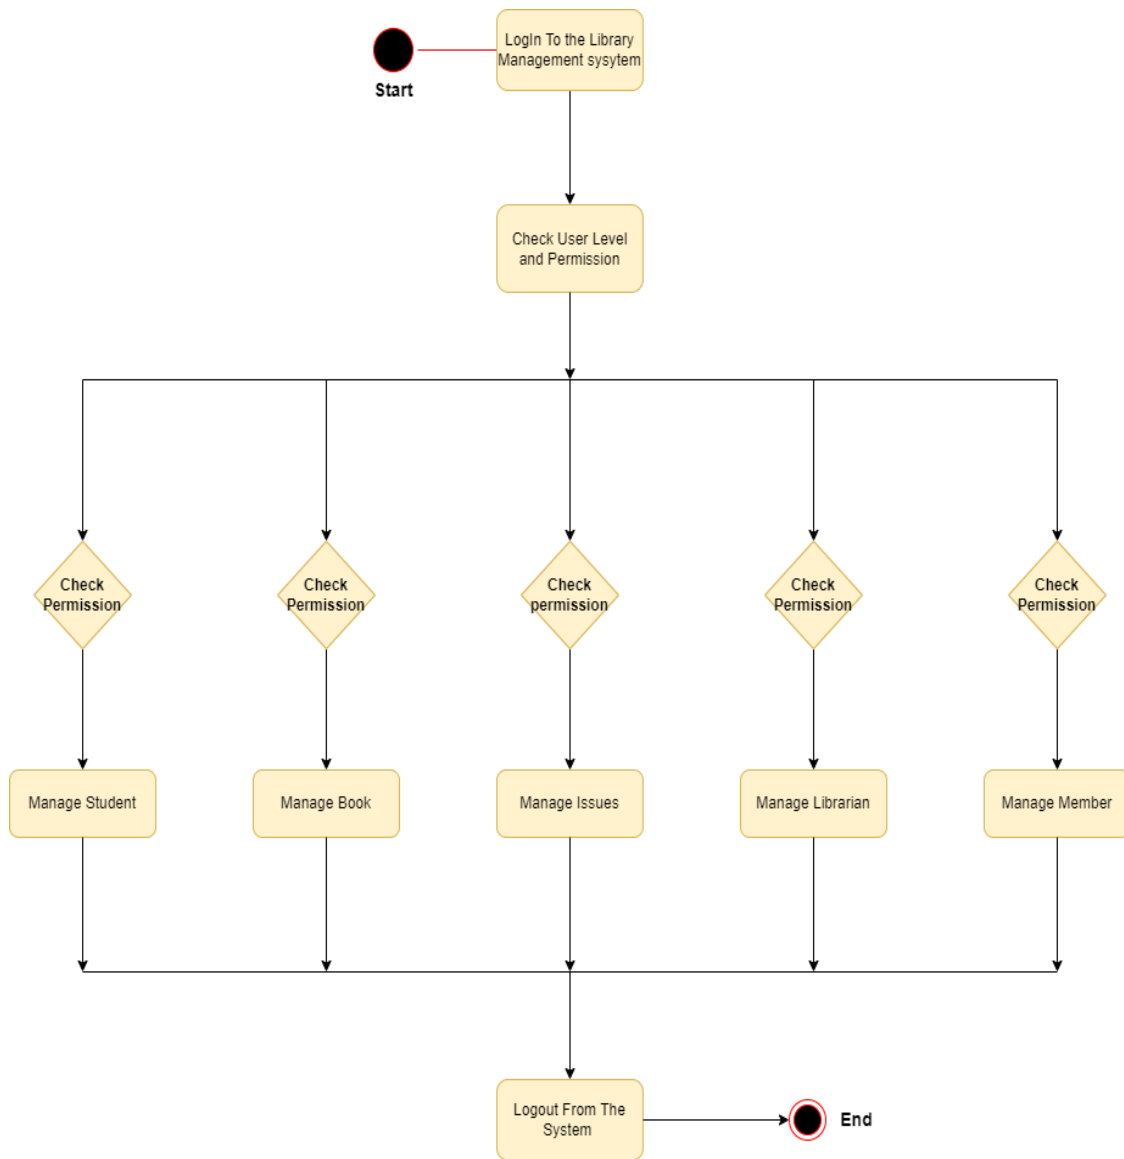 LogIn To the Library
Management sysytem
Start
Check User Level
and Permission
Check
Permission
Check
Permission
Check
permission
Check
Permission
Check
Permission
Manage Student
Manage Book
Manage Issues
Manage Librarian
Manage Member
Logout From The
System
End